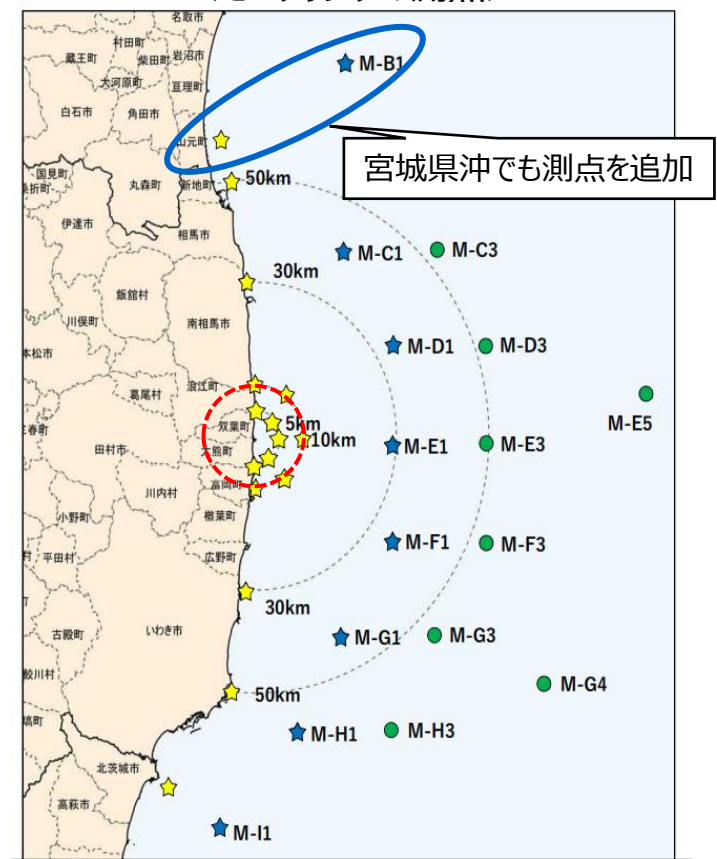 名取市
村田町
岩沼市
蔵王町
柴田町
M-B1
大河原町
亘理町
白石市
角田市
山元町
宮城県沖でも測点を追加
国見町
桑折町
丸森町
新地町
50km
伊達市
相馬市
M-C1
M-C3
30km
飯舘村
川俣町
南相馬市
M-D1
M-D3
本松市
浪江町
葛尾村
M-E5
双葉町
5km
三春町
10km
田村市
大熊町
M-E1
M-E3
富岡町
川内村
小野町
楢葉町
M-F1
M-F3
平田村
広野町
30km
古殿町
いわき市
M-G1
M-G3
鮫川村
M-G4
50km
塙町
M-H1
M-H3
北茨城市
高萩市
M-I1